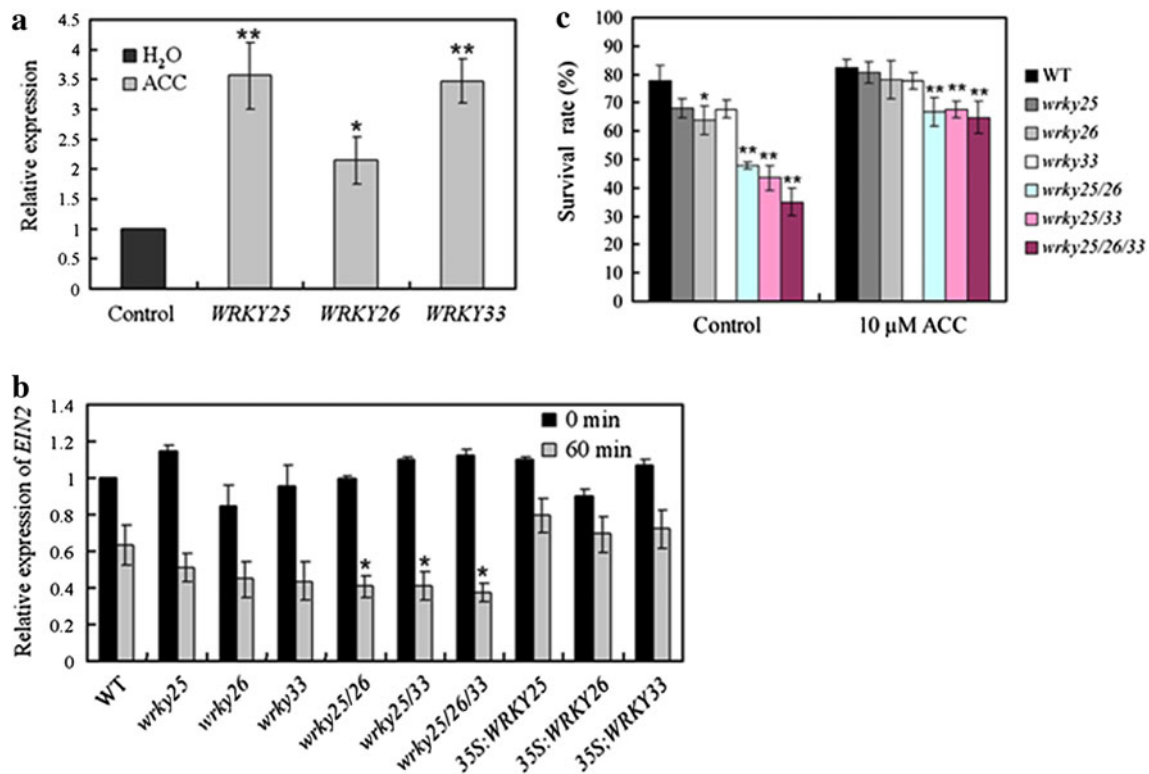 a
4.5
4
3.5
3
2.5
2
1.5
1
0.5
0
Relative expression
H₂O
ACC
**
*
**
Control
WRKY25
WRKY26
WRKY33
c
100
90
80
70
60
50
40
30
20
10
0
Survival rate (%)
*
** ** **
** ** **
Control
10 µM ACC
WT
wrky25
wrky26
wrky33
wrky25/26
wrky25/33
wrky25/26/33
b
1.4
1.2
1
0.8
0.6
0.4
0.2
0
Relative expression of EIN2
0 min
60 min
* * *
WT
wrky25
wrky26
wrky33
wrky25/26
wrky25/33
wrky25/26/33
35S:WRKY25
35S:WRKY26
35S:WRKY33